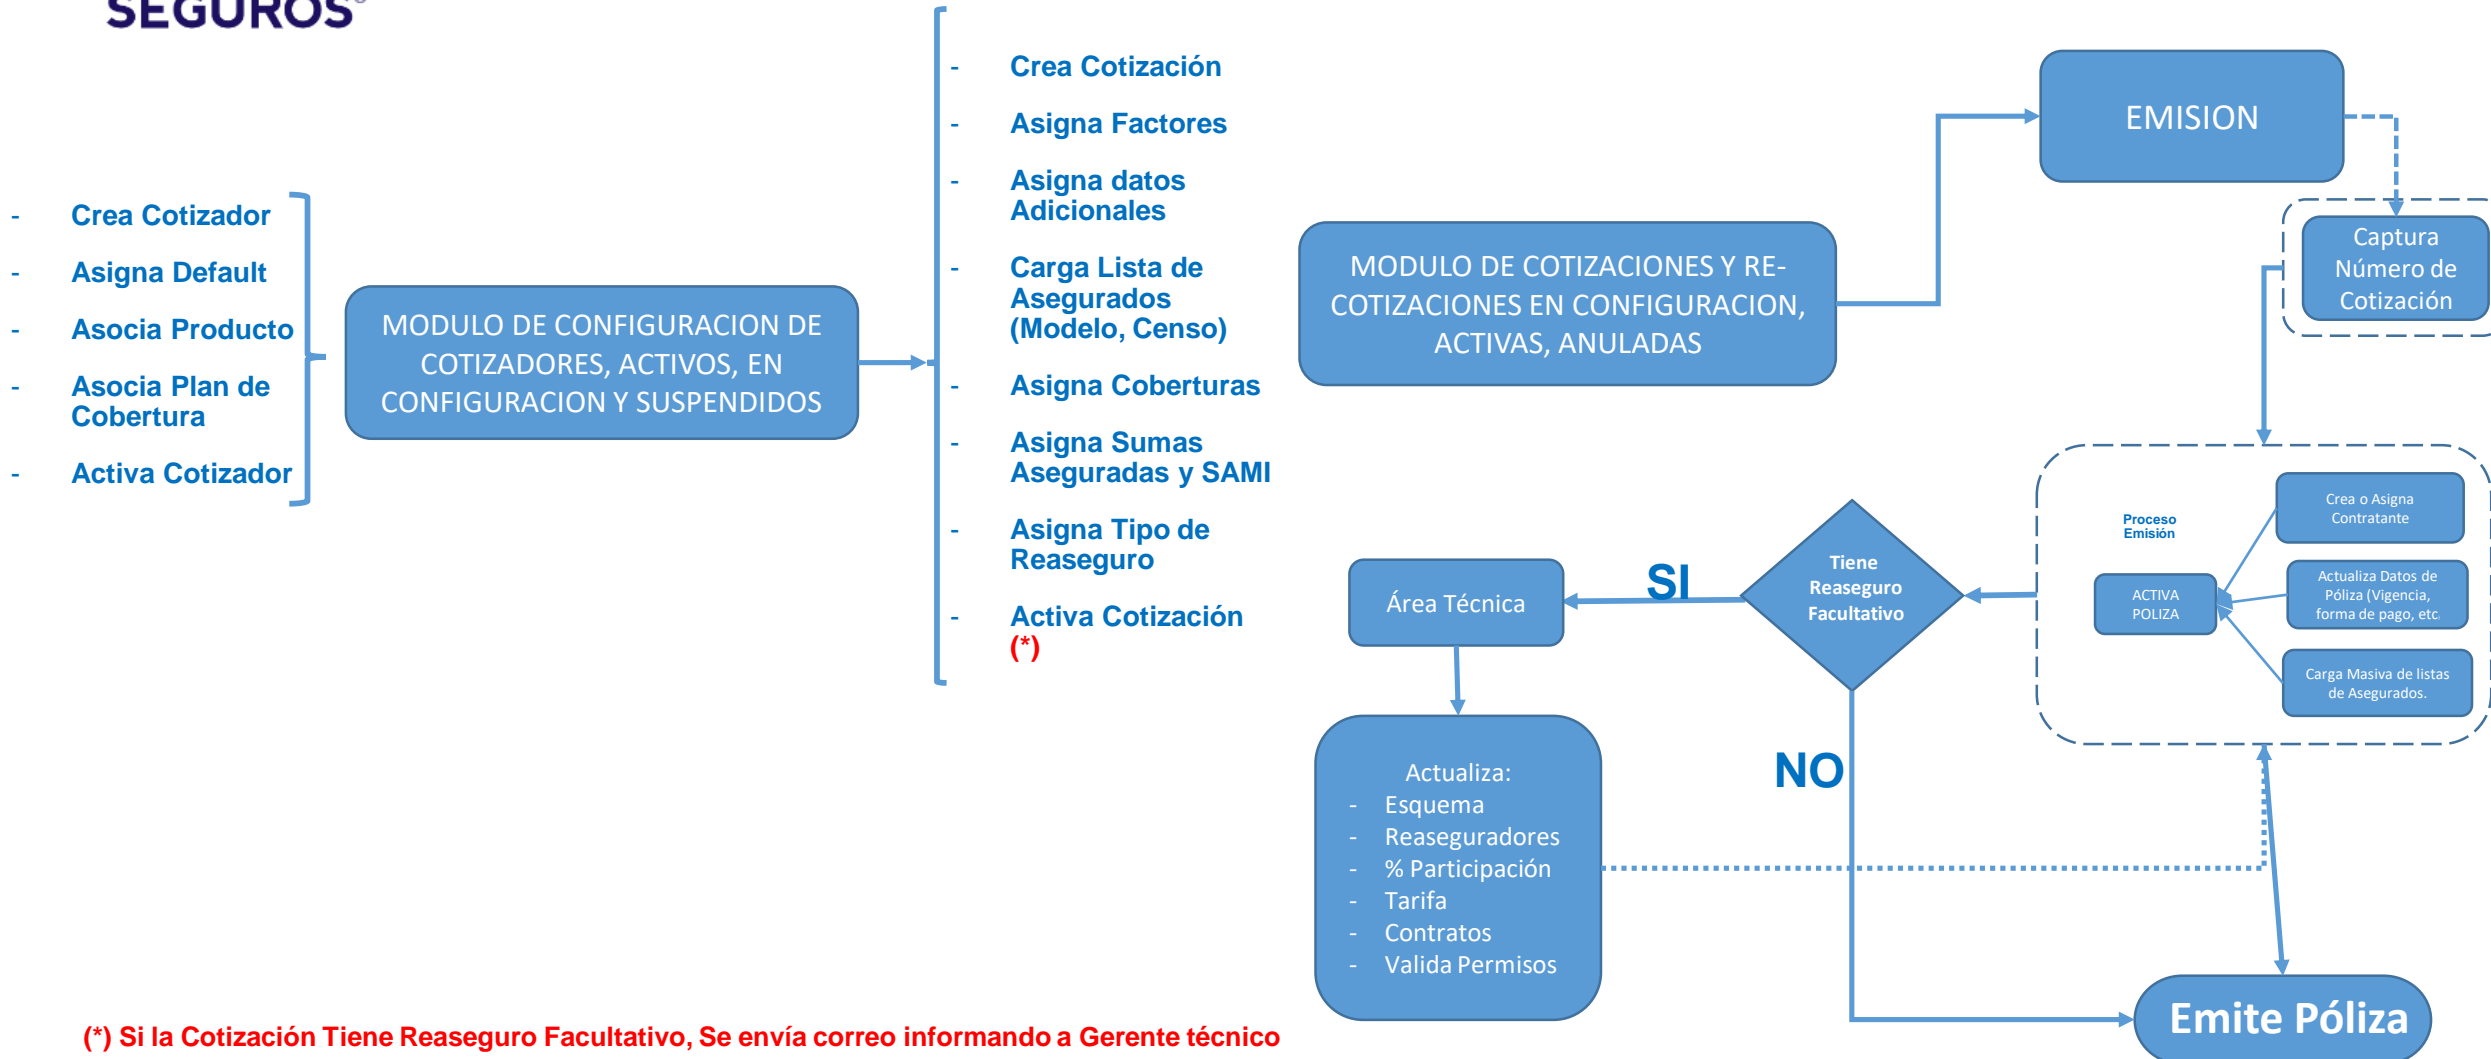 SEGUROS®
- Crea Cotizador
- Asigna Default
- Asocia Producto
- Asocia Plan de
Cobertura
- Activa Cotizador
MODULO DE CONFIGURACION DE
COTIZADORES, ACTIVOS, EN
CONFIGURACION Y SUSPENDIDOS
- Crea Cotización
- Asigna Factores
- Asigna datos
Adicionales
- Carga Lista de
Asegurados
(Modelo, Censo)
- Asigna Coberturas
- Asigna Sumas
Aseguradas y SAMI
- Asigna Tipo de
Reaseguro
- Activa Cotización
(*)
MODULO DE COTIZACIONES Y RE-
COTIZACIONES EN CONFIGURACION,
ACTIVAS, ANULADAS
EMISION
Captura
Número de
Cotización
Proceso
Emisión
ACTIVA
POLIZA
Crea o Asigna
Contratante
Actualiza Datos de
Póliza (Vigencia,
forma de pago, etc.
Carga Masiva de listas
de Asegurados.
Tiene
Reaseguro
Facultativo
SI
NO
Área Técnica
Actualiza:
- Esquema
- Reaseguradores
- % Participación
- Tarifa
- Contratos
- Valida Permisos
Emite Póliza
(*) Si la Cotización Tiene Reaseguro Facultativo, Se envía correo informando a Gerente técnico